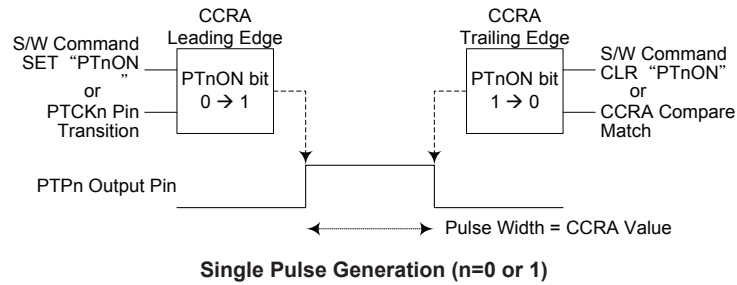 CCRA
Leading Edge
S/W Command
SET “PTnON
”
or
PTCKn Pin
Transition
PTnON bit
0 → 1
CCRA
Trailing Edge
PTnON bit
1 → 0
S/W Command
CLR “PTnON”
or
CCRA Compare
Match
PTPn Output Pin
Pulse Width = CCRA Value
Single Pulse Generation (n=0 or 1)